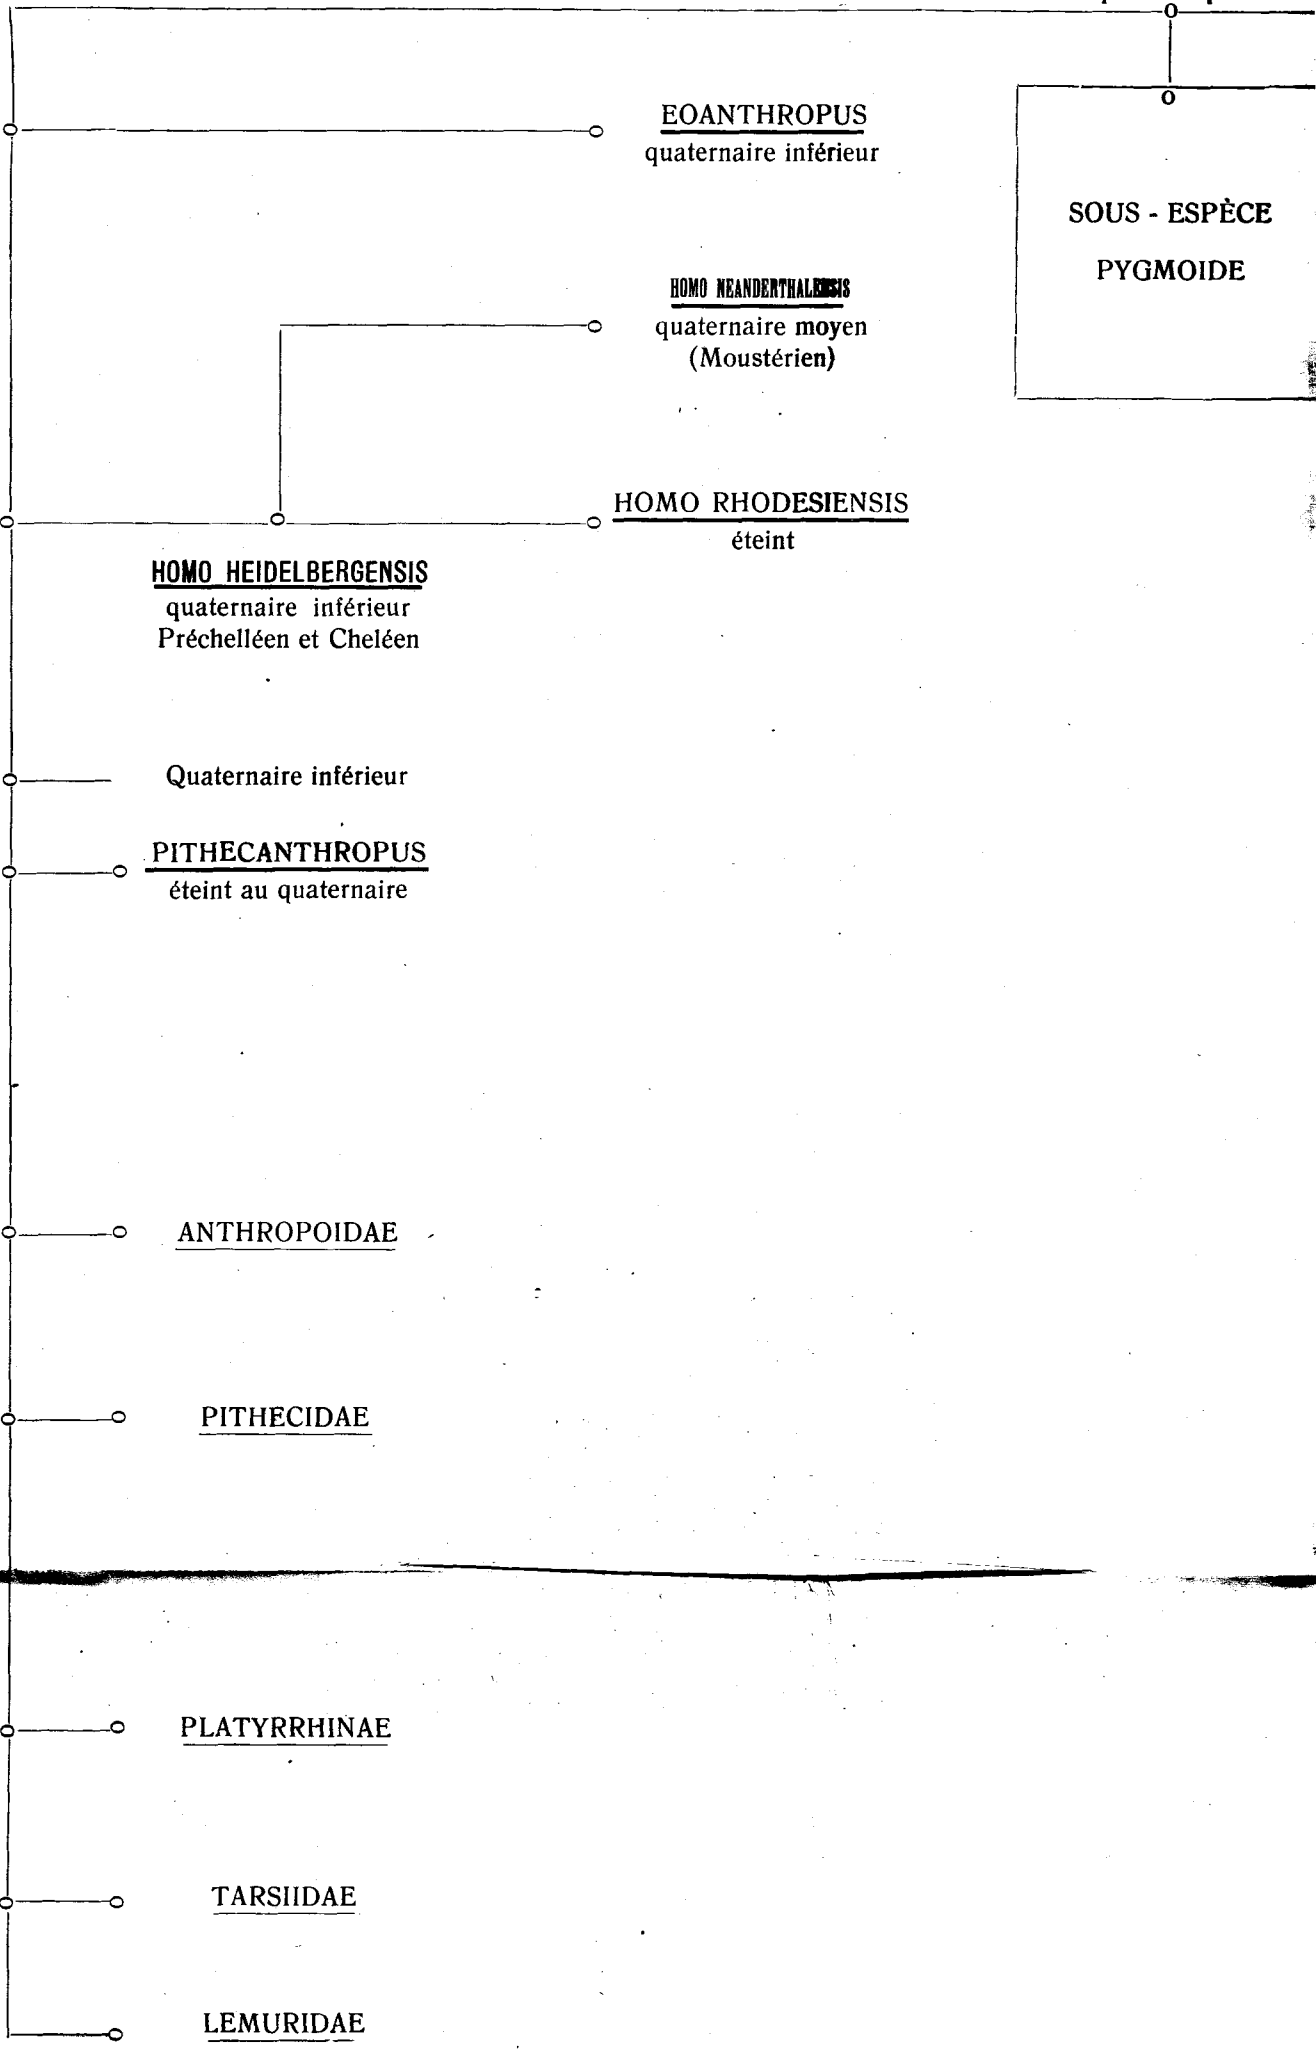 EOANTHROPUS
quaternaire inférieur
SOUS - ESPÈCE
PYGMOIDE
HOMO NEANDERTHALENSIS
quaternaire moyen
(Moustérien)
HOMO RHODESIENSIS
éteint
HOMO HEIDELBERGENSIS
quaternaire inférieur
Préchelléen et Cheléen
Quaternaire inférieur
PITHECANTHROPUS
éteint au quaternaire
ANTHROPOIDAE
PITHECIDAE
PLATYRRHINAE
TARSIIDAE
LEMURIDAE